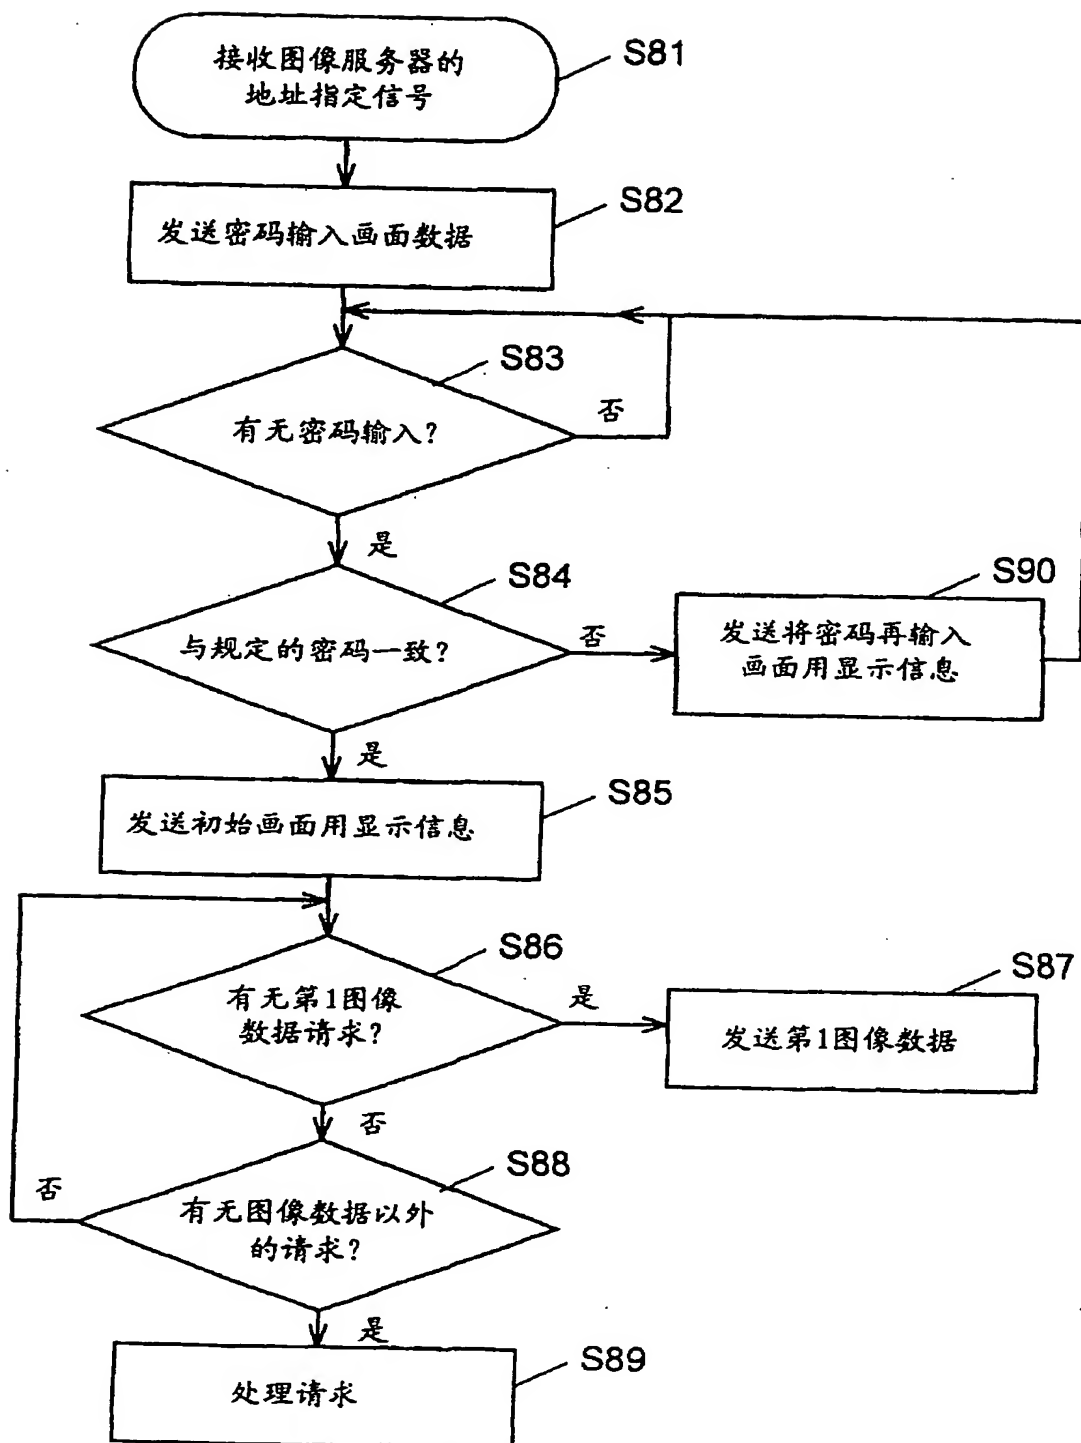 接收图像服务器的
地址指定信号
S81
发送密码输入画面数据
S82
有无密码输入?
S83
否
是
与规定的密码一致?
S84
否
发送将密码再输入
画面用显示信息
S90
是
发送初始画面用显示信息
S85
有无第1图像
数据请求?
S86
是
发送第1图像数据
S87
否
有无图像数据以外
的请求?
S88
否
是
处理请求
S89